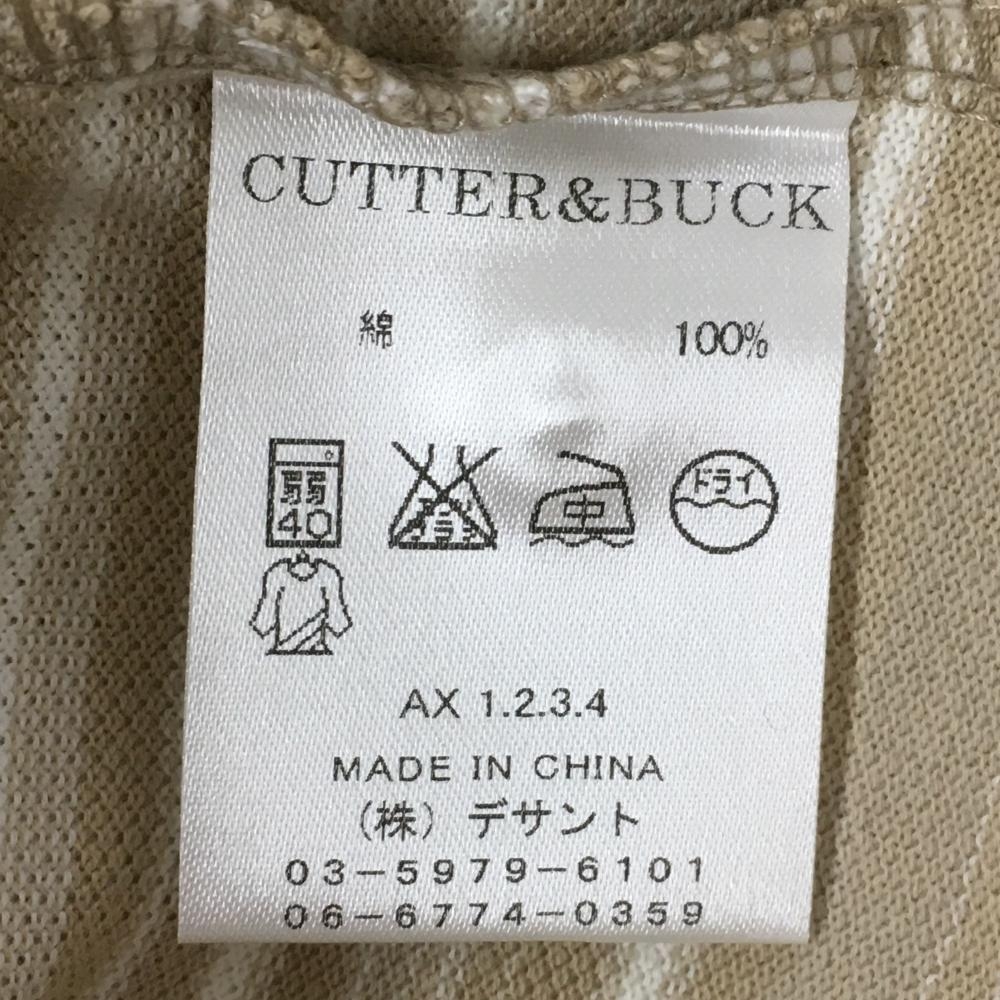 CUTTER&BUCK
綿 100%
弱 40 中 ドライ
AX 1.2.3.4
MADE IN CHINA
(株) デサント
03-5979-6101
06-6774-0359